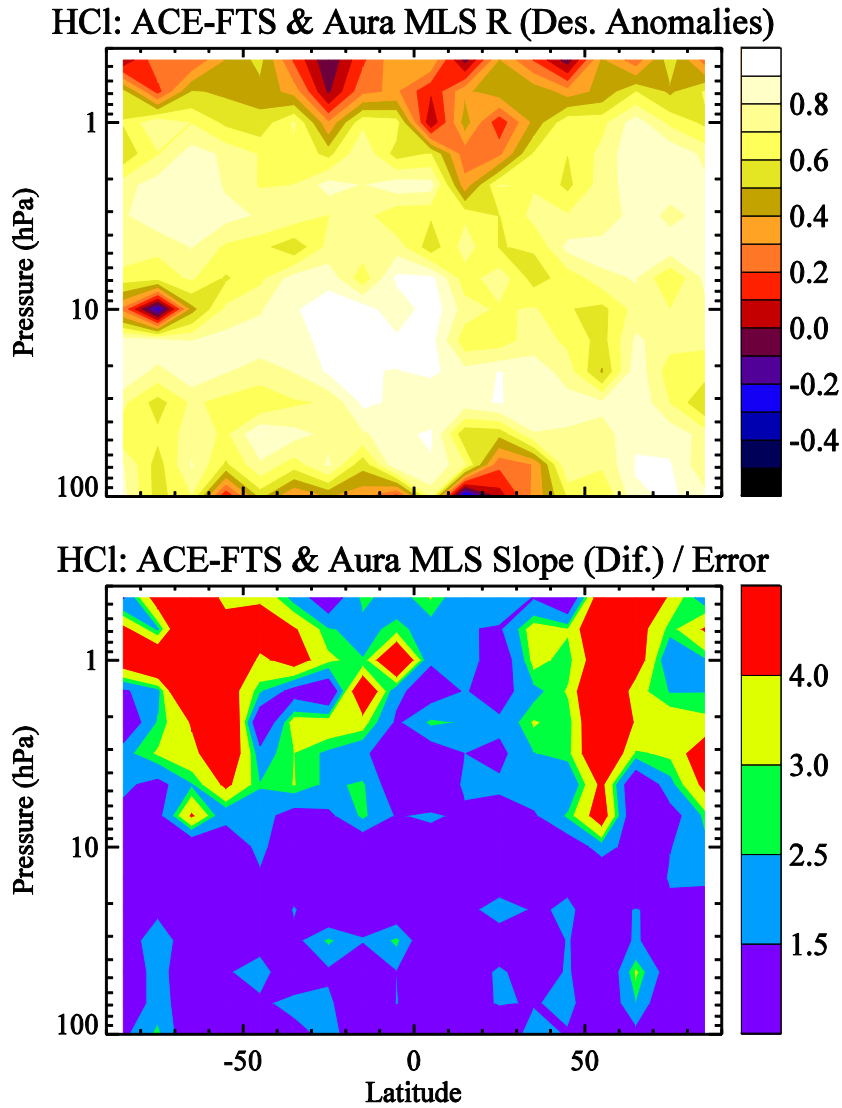 HCl: ACE-FTS & Aura MLS R (Des. Anomalies)
Pressure (hPa)
1
10
100
0.8
0.6
0.4
0.2
0.0
-0.2
-0.4
HCl: ACE-FTS & Aura MLS Slope (Dif.) / Error
Pressure (hPa)
1
10
100
4.0
3.0
2.5
1.5
-50 0 50
Latitude